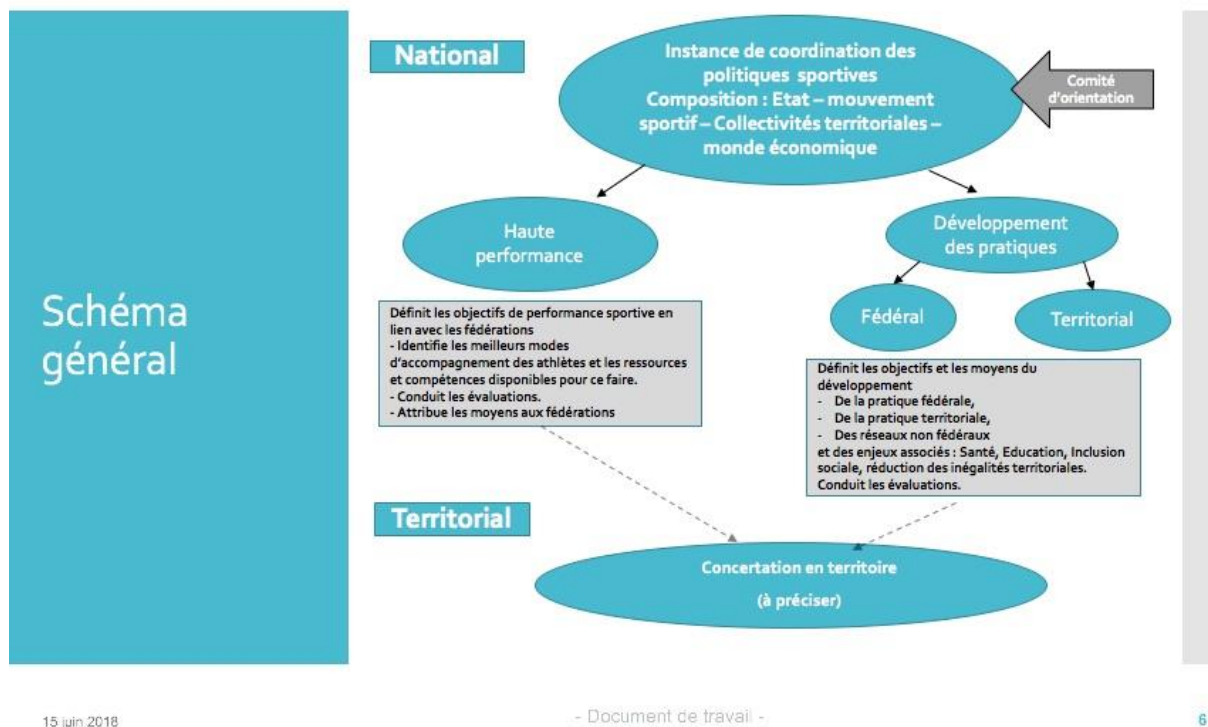 Schéma
général
National
Instance de coordination des
politiques sportives
Composition : Etat – mouvement
sportif – Collectivités territoriales –
monde économique
Comité
d'orientation
Haute
performance
Développement
des pratiques
Fédéral
Territorial
Définit les objectifs de performance sportive en
lien avec les fédérations
- Identifie les meilleurs modes
d'accompagnement des athlètes et les ressources
et compétences disponibles pour ce faire.
- Conduit les évaluations.
- Attribue les moyens aux fédérations
Définit les objectifs et les moyens du
développement
- De la pratique fédérale,
- De la pratique territoriale,
- Des réseaux non fédéraux
et des enjeux associés : Santé, Education, Inclusion
sociale, réduction des inégalités territoriales.
Conduit les évaluations.
Territorial
Concertation en territoire
(à préciser)
15 juin 2018
- Document de travail -
6